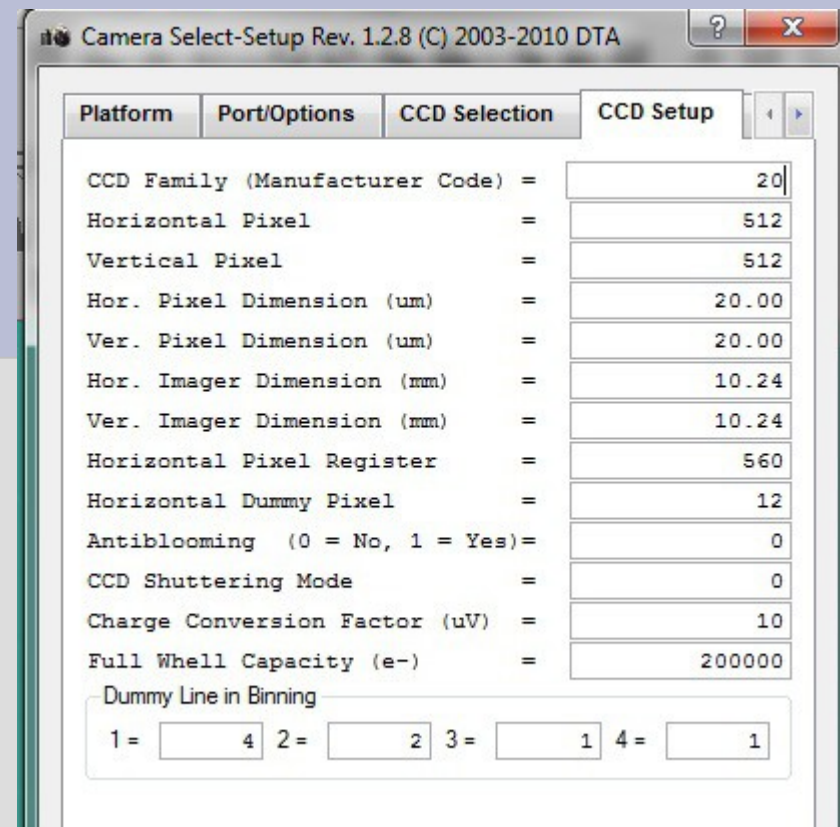 Camera Select-Setup Rev. 1.2.8 (C) 2003-2010 DTA ? X
Platform Port/Options CCD Selection CCD Setup
CCD Family (Manufacturer Code) = 20
Horizontal Pixel = 512
Vertical Pixel = 512
Hor. Pixel Dimension (um) = 20.00
Ver. Pixel Dimension (um) = 20.00
Hor. Imager Dimension (mm) = 10.24
Ver. Imager Dimension (mm) = 10.24
Horizontal Pixel Register = 560
Horizontal Dummy Pixel = 12
Antiblooming (0 = No, 1 = Yes)= 0
CCD Shuttering Mode = 0
Charge Conversion Factor (uV) = 10
Full Whell Capacity (e-) = 200000
Dummy Line in Binning
1 = 4 2 = 2 3 = 1 4 = 1